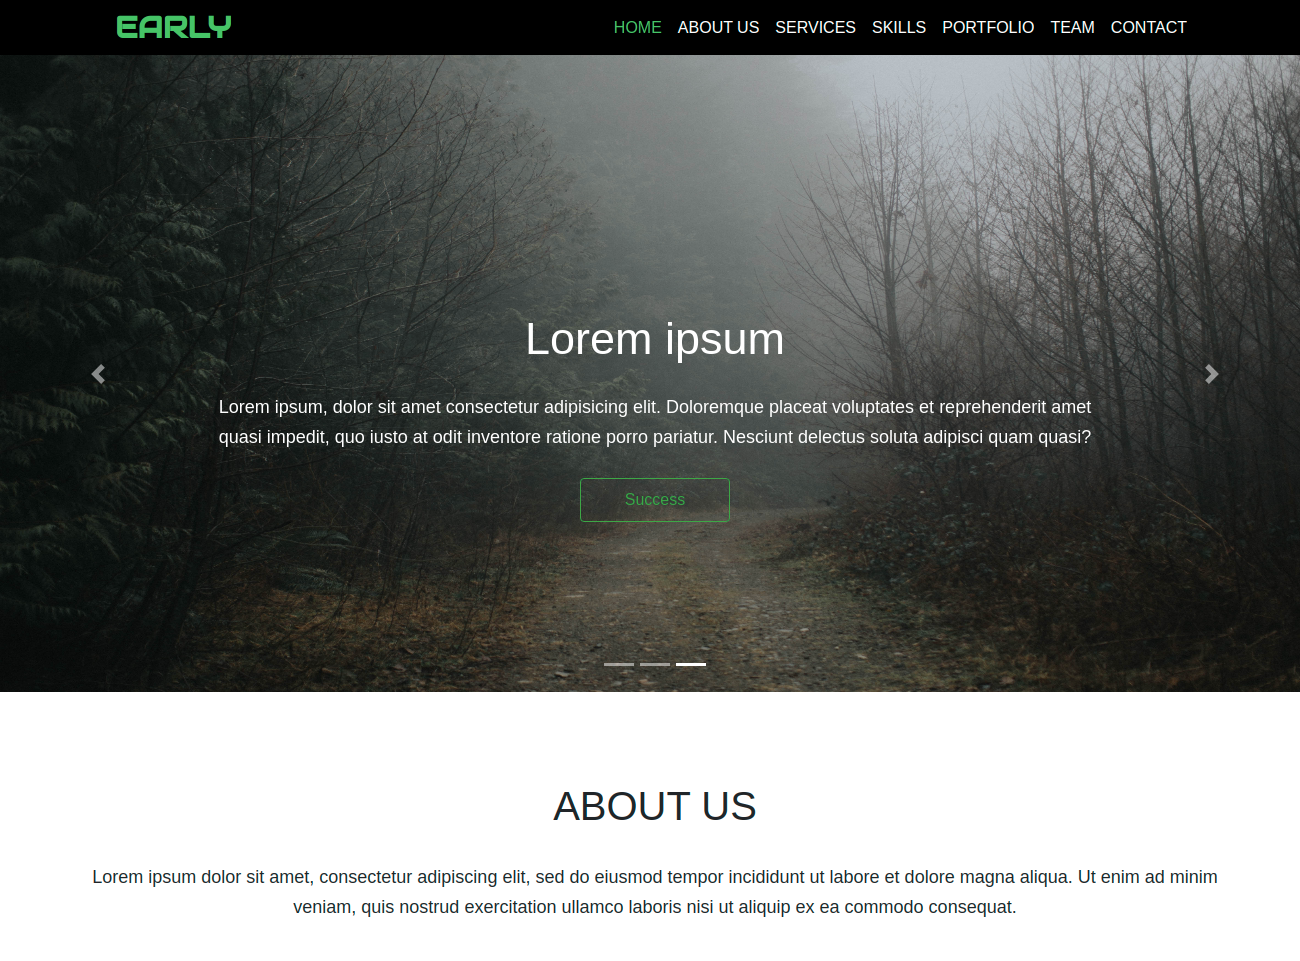 EARLY
HOME ABOUT US SERVICES SKILLS PORTFOLIO TEAM CONTACT
Lorem ipsum
Lorem ipsum, dolor sit amet consectetur adipisicing elit. Doloremque placeat voluptates et reprehenderit amet
quasi impedit, quo iusto at odit inventore ratione porro pariatur. Nesciunt delectus soluta adipisci quam quasi?
Success
ABOUT US
Lorem ipsum dolor sit amet, consectetur adipiscing elit, sed do eiusmod tempor incididunt ut labore et dolore magna aliqua. Ut enim ad minim
veniam, quis nostrud exercitation ullamco laboris nisi ut aliquip ex ea commodo consequat.